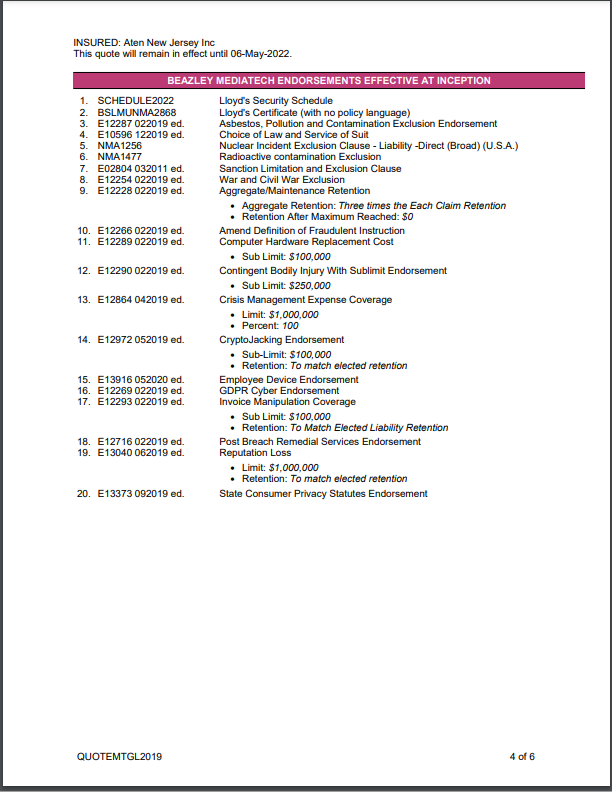 INSURED: Aten New Jersey Inc
This quote will remain in effect until 06-May-2022.
BEAZLEY MEDIATECH ENDORSEMENTS EFFECTIVE AT INCEPTION
1. SCHEDULE2022 Lloyd's Security Schedule
2. BSLMUNMA2868 Lloyd's Certificate (with no policy language)
3. E12287 022019 ed. Asbestos, Pollution and Contamination Exclusion Endorsement
4. E10596 122019 ed. Choice of Law and Service of Suit
5. NMA1256 Nuclear Incident Exclusion Clause - Liability -Direct (Broad) (U.S.A.)
6. NMA1477 Radioactive contamination Exclusion
7. E02804 032011 ed. Sanction Limitation and Exclusion Clause
8. E12254 022019 ed. War and Civil War Exclusion
9. E12228 022019 ed. Aggregate/Maintenance Retention
• Aggregate Retention: Three times the Each Claim Retention
• Retention After Maximum Reached: $0
10. E12266 022019 ed. Amend Definition of Fraudulent Instruction
11. E12289 022019 ed. Computer Hardware Replacement Cost
• Sub Limit: $100,000
12. E12290 022019 ed. Contingent Bodily Injury With Sublimit Endorsement
• Sub Limit: $250,000
13. E12864 042019 ed. Crisis Management Expense Coverage
• Limit: $1,000,000
• Percent: 100
14. E12972 052019 ed. CryptoJacking Endorsement
• Sub-Limit: $100,000
• Retention: To match elected retention
15. E13916 052020 ed. Employee Device Endorsement
16. E12269 022019 ed. GDPR Cyber Endorsement
17. E12293 022019 ed. Invoice Manipulation Coverage
• Sub Limit: $100,000
• Retention: To Match Elected Liability Retention
18. E12716 022019 ed. Post Breach Remedial Services Endorsement
19. E13040 062019 ed. Reputation Loss
• Limit: $1,000,000
• Retention: To match elected retention
20. E13373 092019 ed. State Consumer Privacy Statutes Endorsement
QUOTEMTGL2019 4 of 6